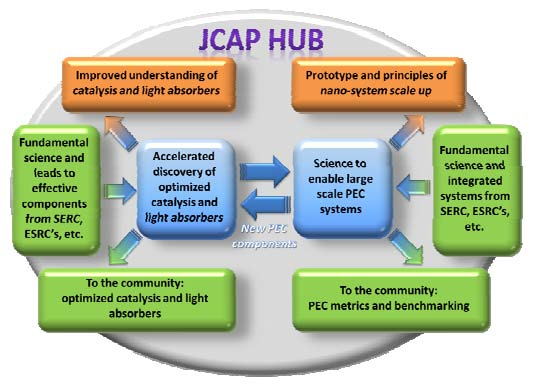 JCAP HUB
Improved understanding of
catalysis and light absorbers
Prototype and principles of
nano-system scale up
Fundamental
science and
leads to
effective
components
from SERC,
ESRC's, etc.
Accelerated
discovery of
optimized
catalysis and
light absorbers
Science to
enable large
scale PEC
systems
Fundamental
science and
integrated
systems from
SERC, ESRC's,
etc.
New PEC
components
To the community:
optimized catalysis and light
absorbers
To the community:
PEC metrics and benchmarking